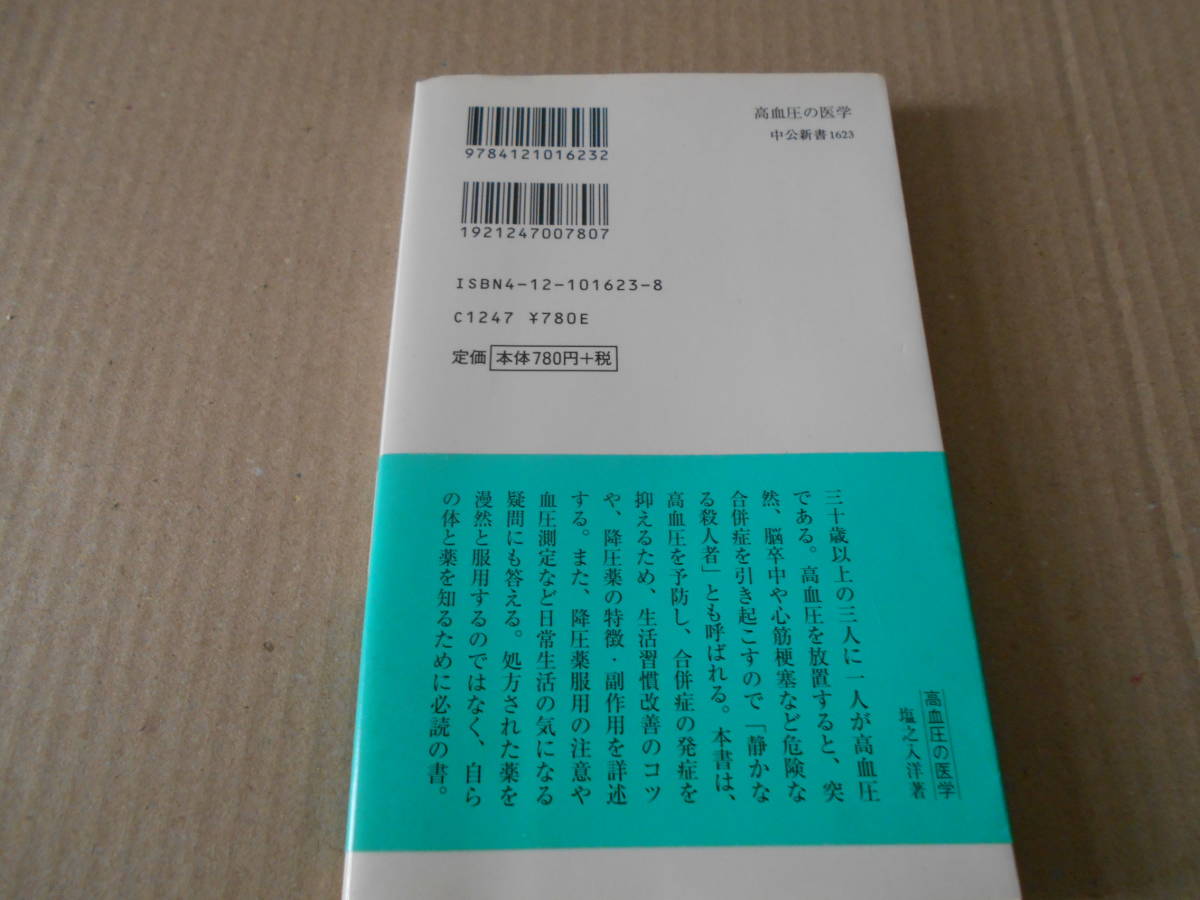 9784121016232
1921247007807
ISBN4-12-101623-8
C1247 ¥780E
定価 本体780円+税
高血圧の医学
中公新書1623
高血圧の医学
塩之入洋著
三十歳以上の三人に一人が高血圧
である。高血圧を放置すると、突
然、脳卒中や心筋梗塞など危険な
合併症を引き起こすので「静かな
る殺人者」とも呼ばれる。本書は、
高血圧を予防し、合併症の発症を
抑えるため、生活習慣改善のコツ
や、降圧薬の特徴・副作用を詳述
する。また、降圧薬服用の注意や
血圧測定など日常生活の気になる
疑問にも答える。処方された薬を
漫然と服用するのではなく、自ら
の体と薬を知るために必読の書。